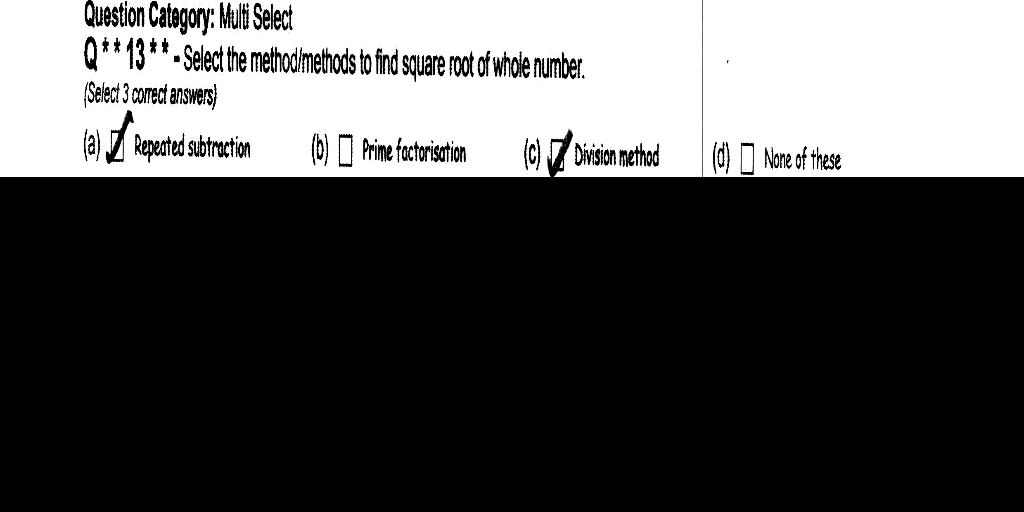 Question Category: Multi Select
Q**13** - Select the method/methods to find square root of whole number.
(Select 3 correct answers)
(a) Repeated subtraction (b) Prime factorisation (c) Division method (d) None of these